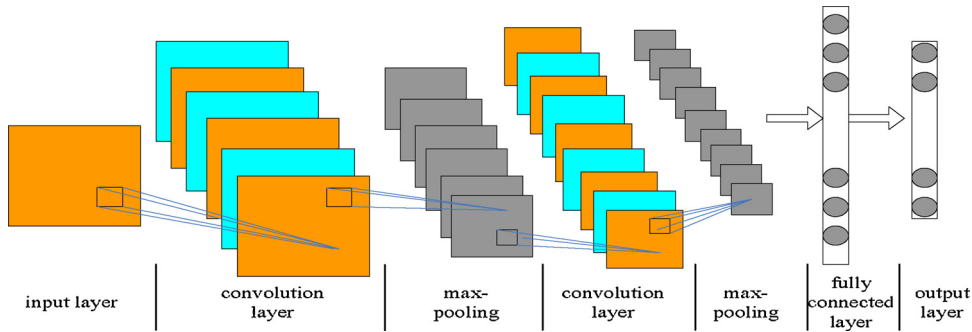 input layer
convolution
layer
max-
pooling
convolution
layer
max-
pooling
fully
connected
layer
output
layer